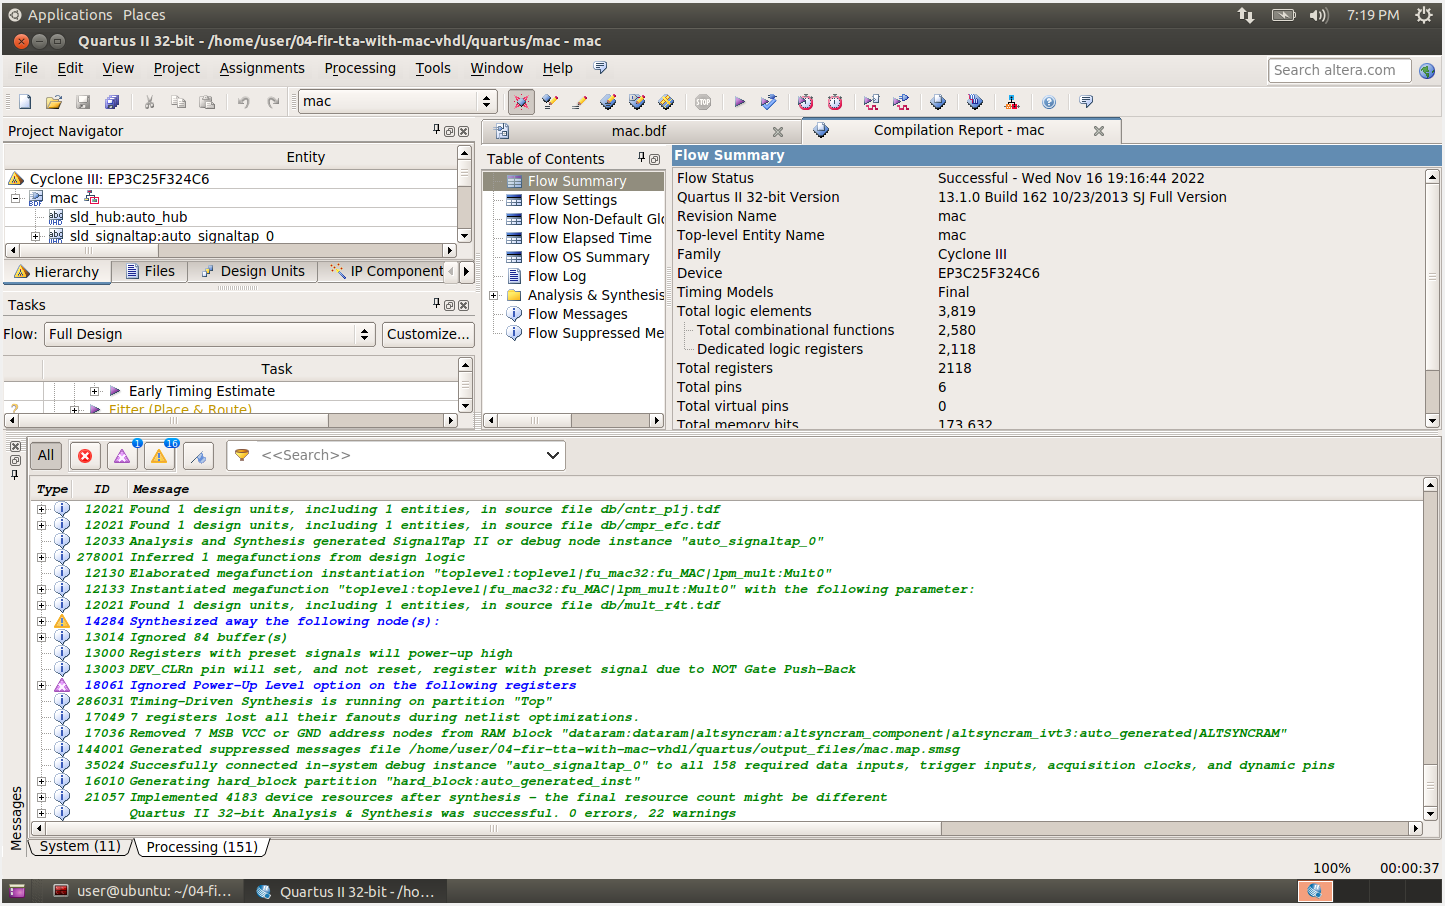 Applications Places 7:19 PM
Quartus II 32-bit - /home/user/04-fir-tta-with-mac-vhdl/quartus/mac - mac
File Edit View Project Assignments Processing Tools Window Help Search altera.com
mac
Project Navigator
Entity
Cyclone III: EP3C25F324C6
mac
sld_hub:auto_hub
sld_signaltap:auto_signaltap_0
Hierarchy Files Design Units IP Component
Tasks
Flow: Full Design Customize...
Task
Early Timing Estimate
? Fitter (Place & Route)
mac.bdf Compilation Report - mac
Table of Contents
Flow Summary
Flow Settings
Flow Non-Default Glo
Flow Elapsed Time
Flow OS Summary
Flow Log
Analysis & Synthesis
Flow Messages
Flow Suppressed Me
Flow Summary
Flow Status Successful - Wed Nov 16 19:16:44 2022
Quartus II 32-bit Version 13.1.0 Build 162 10/23/2013 SJ Full Version
Revision Name mac
Top-level Entity Name mac
Family Cyclone III
Device EP3C25F324C6
Timing Models Final
Total logic elements 3,819
Total combinational functions 2,580
Dedicated logic registers 2,118
Total registers 2118
Total pins 6
Total virtual pins 0
Total memory bits 173,632
All 1 16 <<Search>>
Type ID Message
12021 Found 1 design units, including 1 entities, in source file db/cntr_plj.tdf
12021 Found 1 design units, including 1 entities, in source file db/cmpr_efc.tdf
12033 Analysis and Synthesis generated SignalTap II or debug node instance "auto_signaltap_0"
278001 Inferred 1 megafunctions from design logic
12130 Elaborated megafunction instantiation "toplevel:toplevel|fu_mac32:fu_MAC|lpm_mult:Mult0"
12133 Instantiated megafunction "toplevel:toplevel|fu_mac32:fu_MAC|lpm_mult:Mult0" with the following parameter:
12021 Found 1 design units, including 1 entities, in source file db/mult_r4t.tdf
14284 Synthesized away the following node(s):
13014 Ignored 84 buffer(s)
13000 Registers with preset signals will power-up high
13003 DEV_CLRn pin will set, and not reset, register with preset signal due to NOT Gate Push-Back
18061 Ignored Power-Up Level option on the following registers
286031 Timing-Driven Synthesis is running on partition "Top"
17049 7 registers lost all their fanouts during netlist optimizations.
17036 Removed 7 MSB VCC or GND address nodes from RAM block "dataram:dataram|altsyncram:altsyncram_component|altsyncram_ivt3:auto_generated|ALTSYNCRAM"
144001 Generated suppressed messages file /home/user/04-fir-tta-with-mac-vhdl/quartus/output_files/mac.map.smsg
35024 Succesfully connected in-system debug instance "auto_signaltap_0" to all 158 required data inputs, trigger inputs, acquisition clocks, and dynamic pins
16010 Generating hard_block partition "hard_block:auto_generated_inst"
21057 Implemented 4183 device resources after synthesis - the final resource count might be different
Quartus II 32-bit Analysis & Synthesis was successful. 0 errors, 22 warnings
Messages
System (11) Processing (151)
100% 00:00:37
user@ubuntu: ~/04-fi... Quartus II 32-bit - /ho...